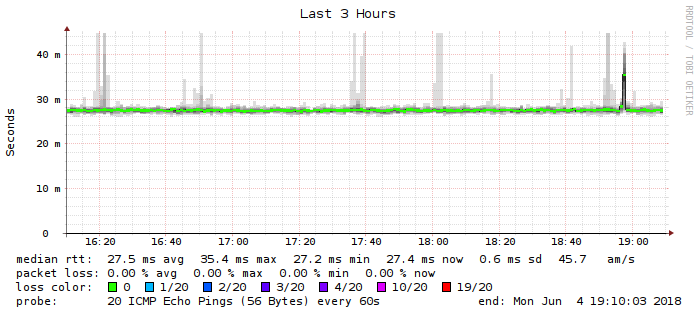 Last 3 Hours
RRDTOOL / TOBI OETIKER
Seconds
40 m
30 m
20 m
10 m
0
16:20 16:40 17:00 17:20 17:40 18:00 18:20 18:40 19:00
median rtt: 27.5 ms avg 35.4 ms max 27.2 ms min 27.4 ms now 0.6 ms sd 45.7 am/s
packet loss: 0.00 % avg 0.00 % max 0.00 % min 0.00 % now
loss color: 0 1/20 2/20 3/20 4/20 10/20 19/20
probe: 20 ICMP Echo Pings (56 Bytes) every 60s end: Mon Jun 4 19:10:03 2018